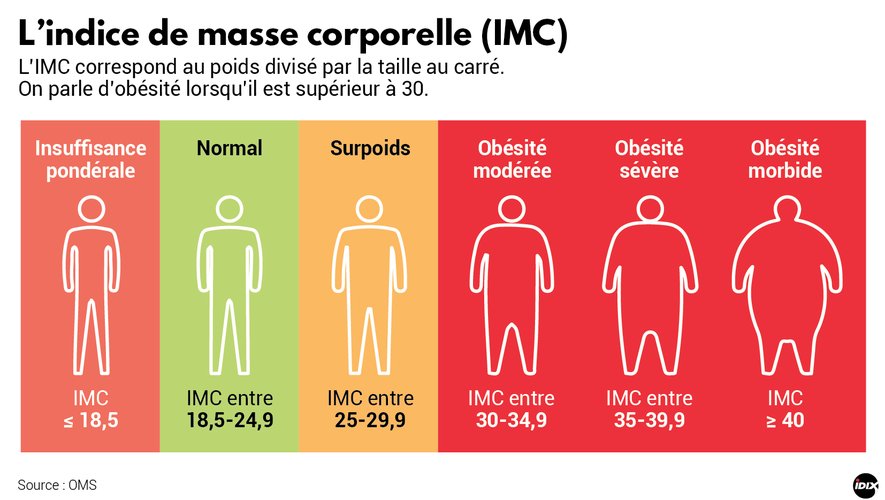 L'indice de masse corporelle (IMC)
L'IMC correspond au poids divisé par la taille au carré.
On parle d'obésité lorsqu'il est supérieur à 30.
Insuffisance
pondérale
Normal
Surpoids
Obésité
modérée
Obésité
sévère
Obésité
morbide
IMC
≤ 18,5
IMC entre
18,5-24,9
IMC entre
25-29,9
IMC entre
30-34,9
IMC entre
35-39,9
IMC
≥ 40
Source : OMS
iDIX